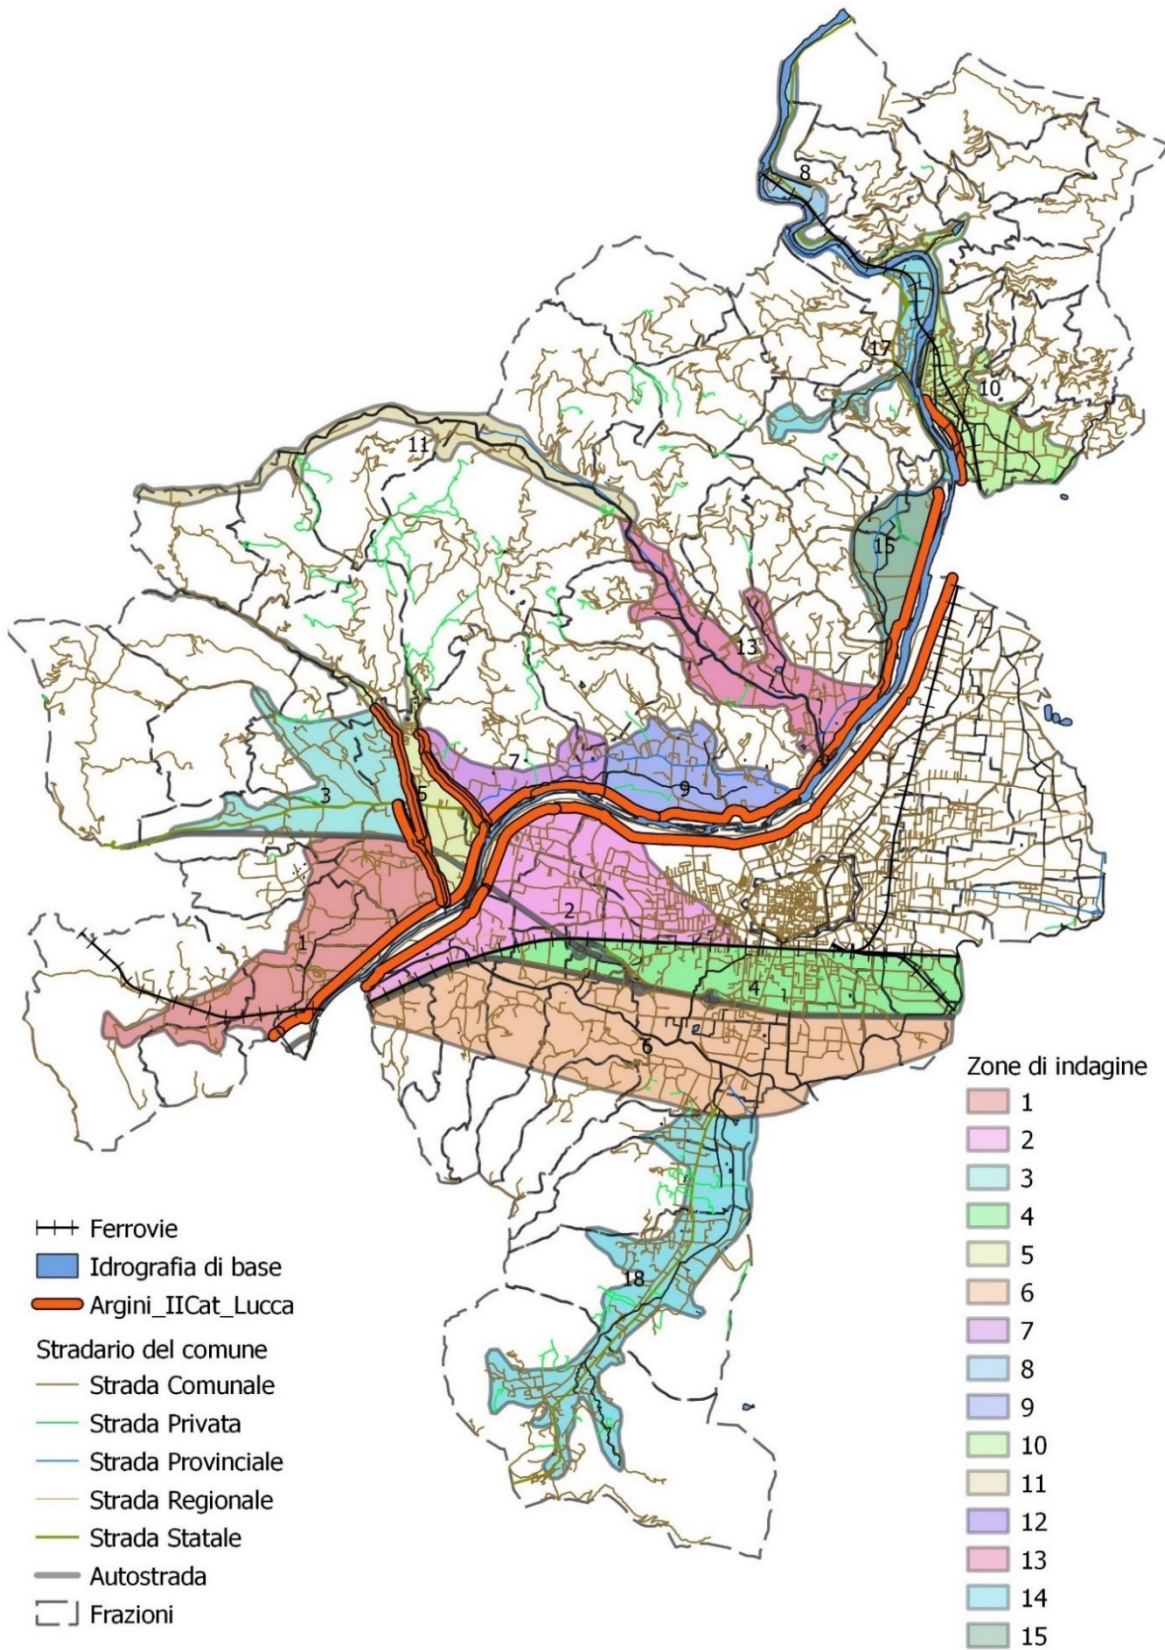 8
17
10
11
15
13
7
9
3
5
2
1
4
6
18
Zone di indagine
1
2
3
4
5
6
7
8
9
10
11
12
13
14
15
Ferrovie
Idrografia di base
Argini_IICat_Lucca
Stradario del comune
Strada Comunale
Strada Privata
Strada Provinciale
Strada Regionale
Strada Statale
Autostrada
Frazioni